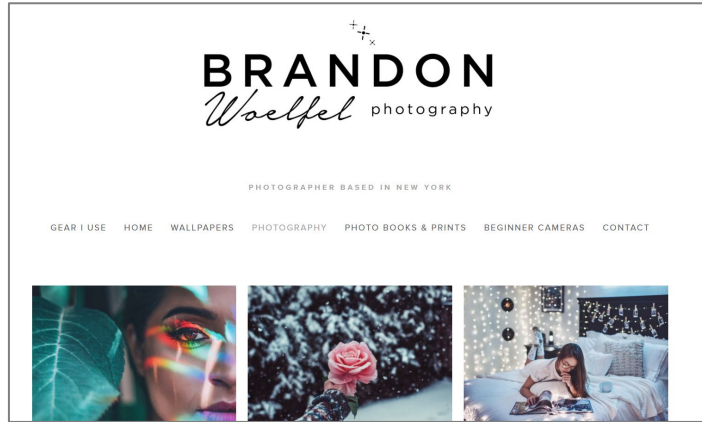 BRANDON
Woelfel photography
PHOTOGRAPHER BASED IN NEW YORK
GEAR I USE HOME WALLPAPERS PHOTOGRAPHY PHOTO BOOKS & PRINTS BEGINNER CAMERAS CONTACT